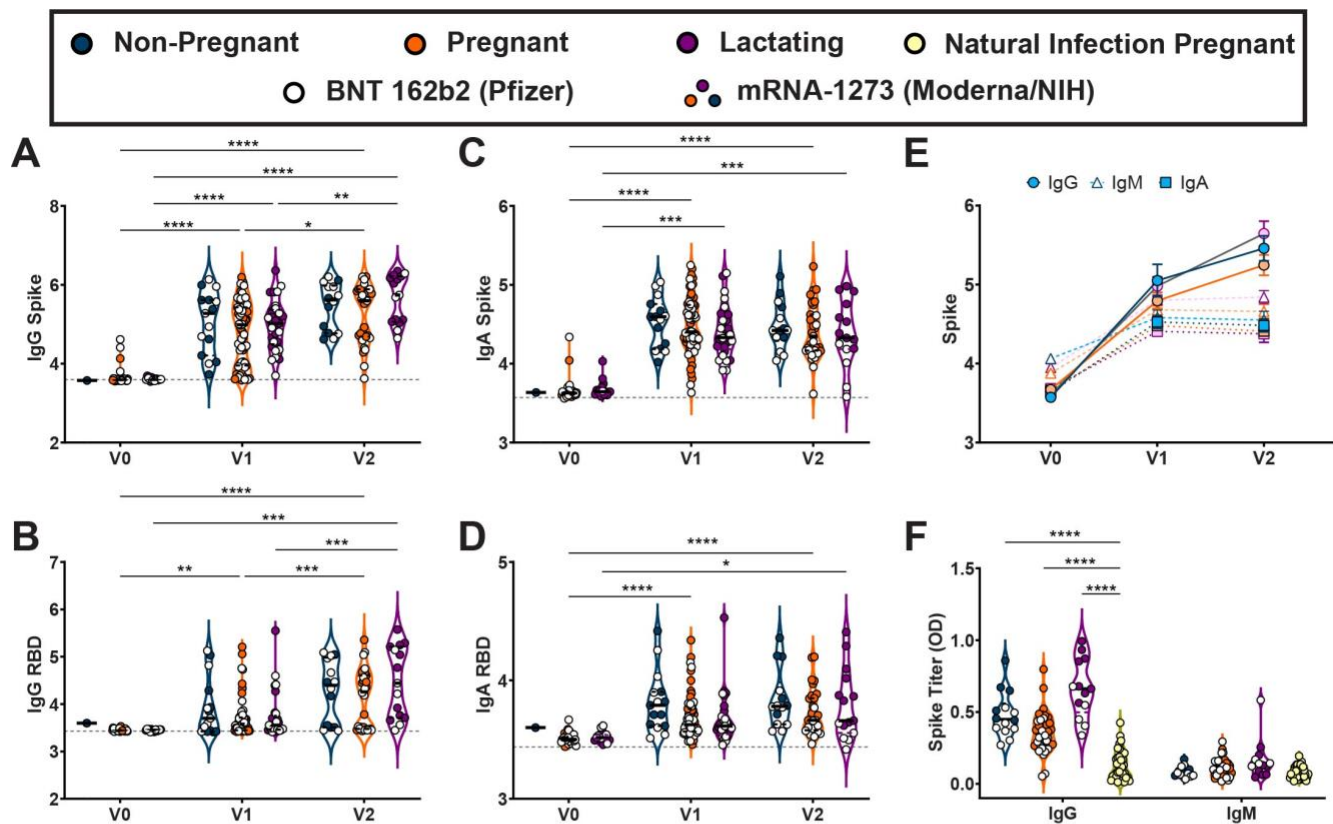 Non-Pregnant Pregnant Lactating Natural Infection Pregnant
BNT 162b2 (Pfizer) mRNA-1273 (Moderna/NIH)
A
****
****
**** **
**** *
IgG Spike
8
6
4
2
V0 V1 V2
C
****
***
****
***
IgA Spike
6
5
4
3
V0 V1 V2
E
IgG IgM IgA
Spike
6
5
4
3
V0 V1 V2
B
****
***
***
** ***
IgG RBD
7
6
5
4
3
2
V0 V1 V2
D
****
*
****
IgA RBD
5
4
3
V0 V1 V2
F
****
****
****
Spike Titer (OD)
1.5
1.0
0.5
0.0
IgG IgM